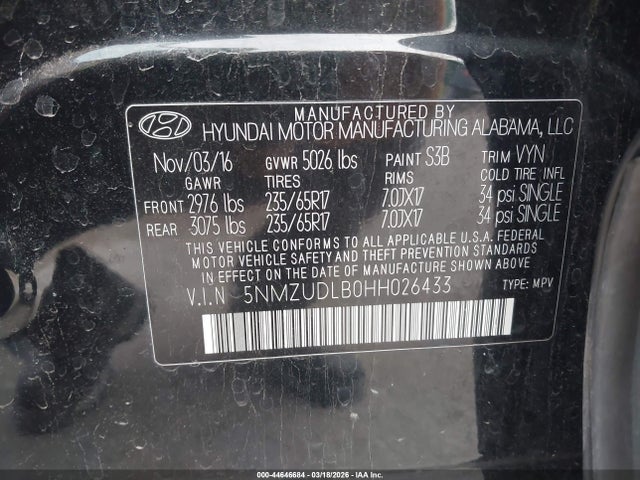 MANUFACTURED BY
HYUNDAI MOTOR MANUFACTURING ALABAMA, LLC
Nov/03/16 GVWR 5026 lbs PAINT S3B TRIM VYN
GAWR TIRES RIMS COLD TIRE INFL
FRONT 2976 lbs 235/65R17 7.0JX17 34 psi SINGLE
REAR 3075 lbs 235/65R17 7.0JX17 34 psi SINGLE
THIS VEHICLE CONFORMS TO ALL APPLICABLE U.S.A. FEDERAL
MOTOR VEHICLE SAFETY AND THEFT PREVENTION STANDARDS
IN EFFECT ON THE DATE OF MANUFACTURE SHOWN ABOVE.
V.I.N 5NMZUDLB0HH026433 TYPE: MPV
000-44646684 - 03/18/2026 - IAA Corp.